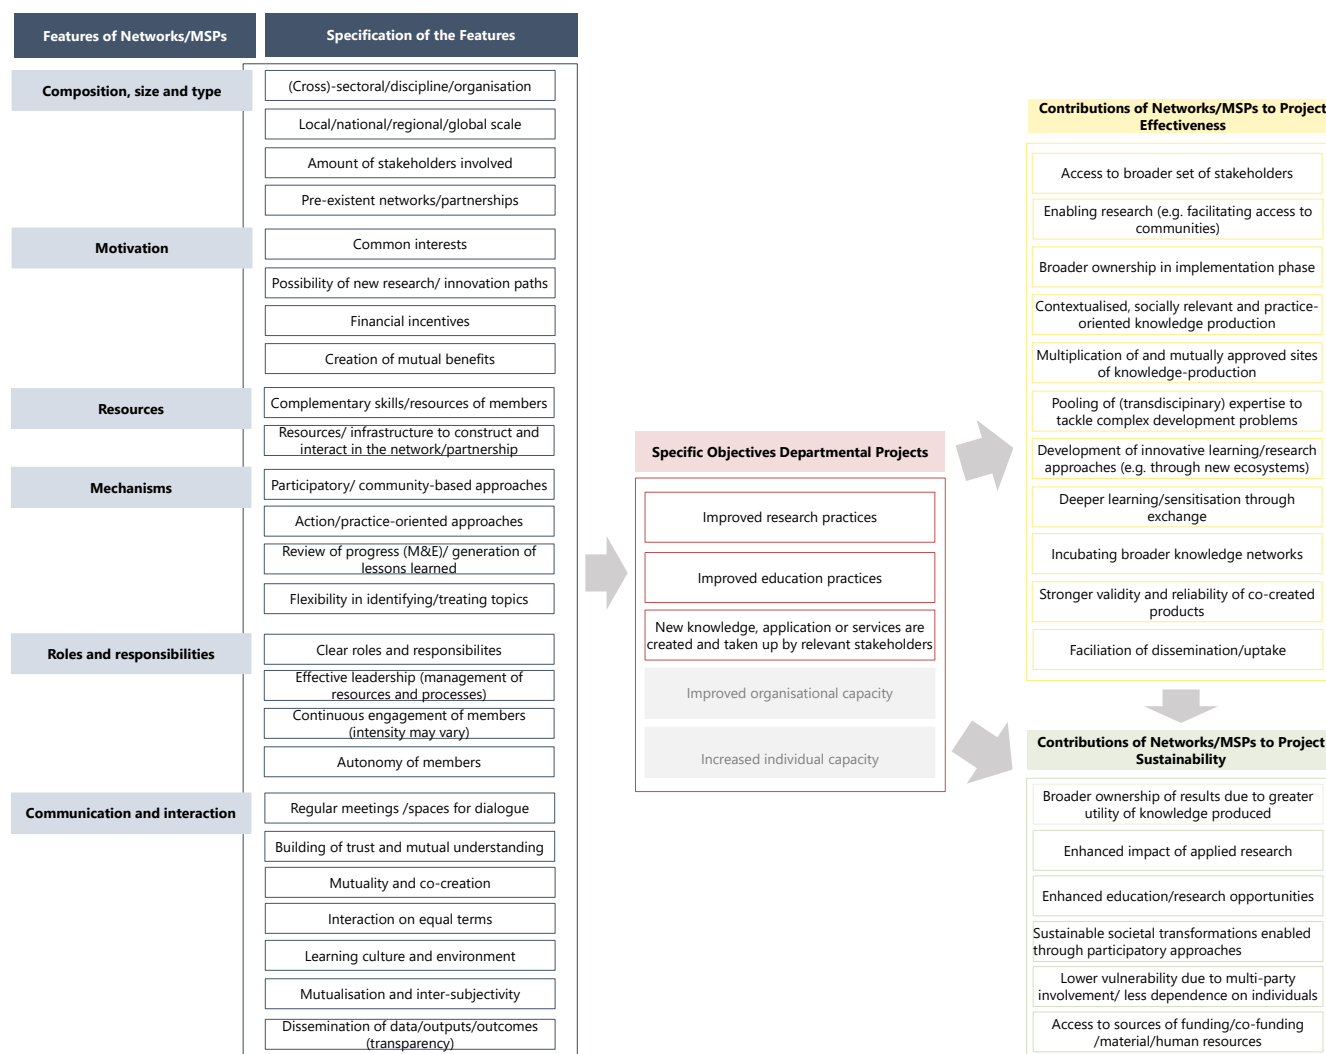 Features of Networks/MSPs
Specification of the Features
Composition, size and type
(Cross)-sectoral/discipline/organisation
Local/national/regional/global scale
Amount of stakeholders involved
Pre-existent networks/partnerships
Motivation
Common interests
Possibility of new research/ innovation paths
Financial incentives
Creation of mutual benefits
Resources
Complementary skills/resources of members
Resources/ infrastructure to construct and
interact in the network/partnership
Mechanisms
Participatory/ community-based approaches
Action/practice-oriented approaches
Review of progress (M&E)/ generation of
lessons learned
Flexibility in identifying/treating topics
Roles and responsibilities
Clear roles and responsibilites
Effective leadership (management of
resources and processes)
Continuous engagement of members
(intensity may vary)
Autonomy of members
Communication and interaction
Regular meetings /spaces for dialogue
Building of trust and mutual understanding
Mutuality and co-creation
Interaction on equal terms
Learning culture and environment
Mutualisation and inter-subjectivity
Dissemination of data/outputs/outcomes
(transparency)
Specific Objectives Departmental Projects
Improved research practices
Improved education practices
New knowledge, application or services are
created and taken up by relevant stakeholders
Improved organisational capacity
Increased individual capacity
Contributions of Networks/MSPs to Project
Effectiveness
Access to broader set of stakeholders
Enabling research (e.g. facilitating access to
communities)
Broader ownership in implementation phase
Contextualised, socially relevant and practice-
oriented knowledge production
Multiplication of and mutually approved sites
of knowledge-production
Pooling of (transdiscipinary) expertise to
tackle complex development problems
Development of innovative learning/research
approaches (e.g. through new ecosystems)
Deeper learning/sensitisation through
exchange
Incubating broader knowledge networks
Stronger validity and reliability of co-created
products
Faciliation of dissemination/uptake
Contributions of Networks/MSPs to Project
Sustainability
Broader ownership of results due to greater
utility of knowledge produced
Enhanced impact of applied research
Enhanced education/research opportunities
Sustainable societal transformations enabled
through participatory approaches
Lower vulnerability due to multi-party
involvement/ less dependence on individuals
Access to sources of funding/co-funding
/material/human resources